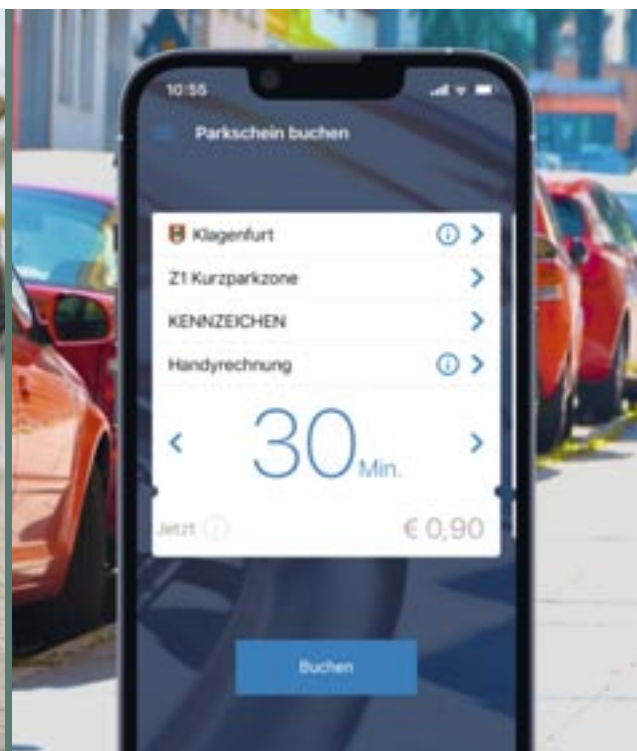 10:55
Parkschein buchen
Klagenfurt
Z1 Kurzparkzone
KENNZEICHEN
Handyrechnung
30 Min.
Jetzt € 0,90
Buchen